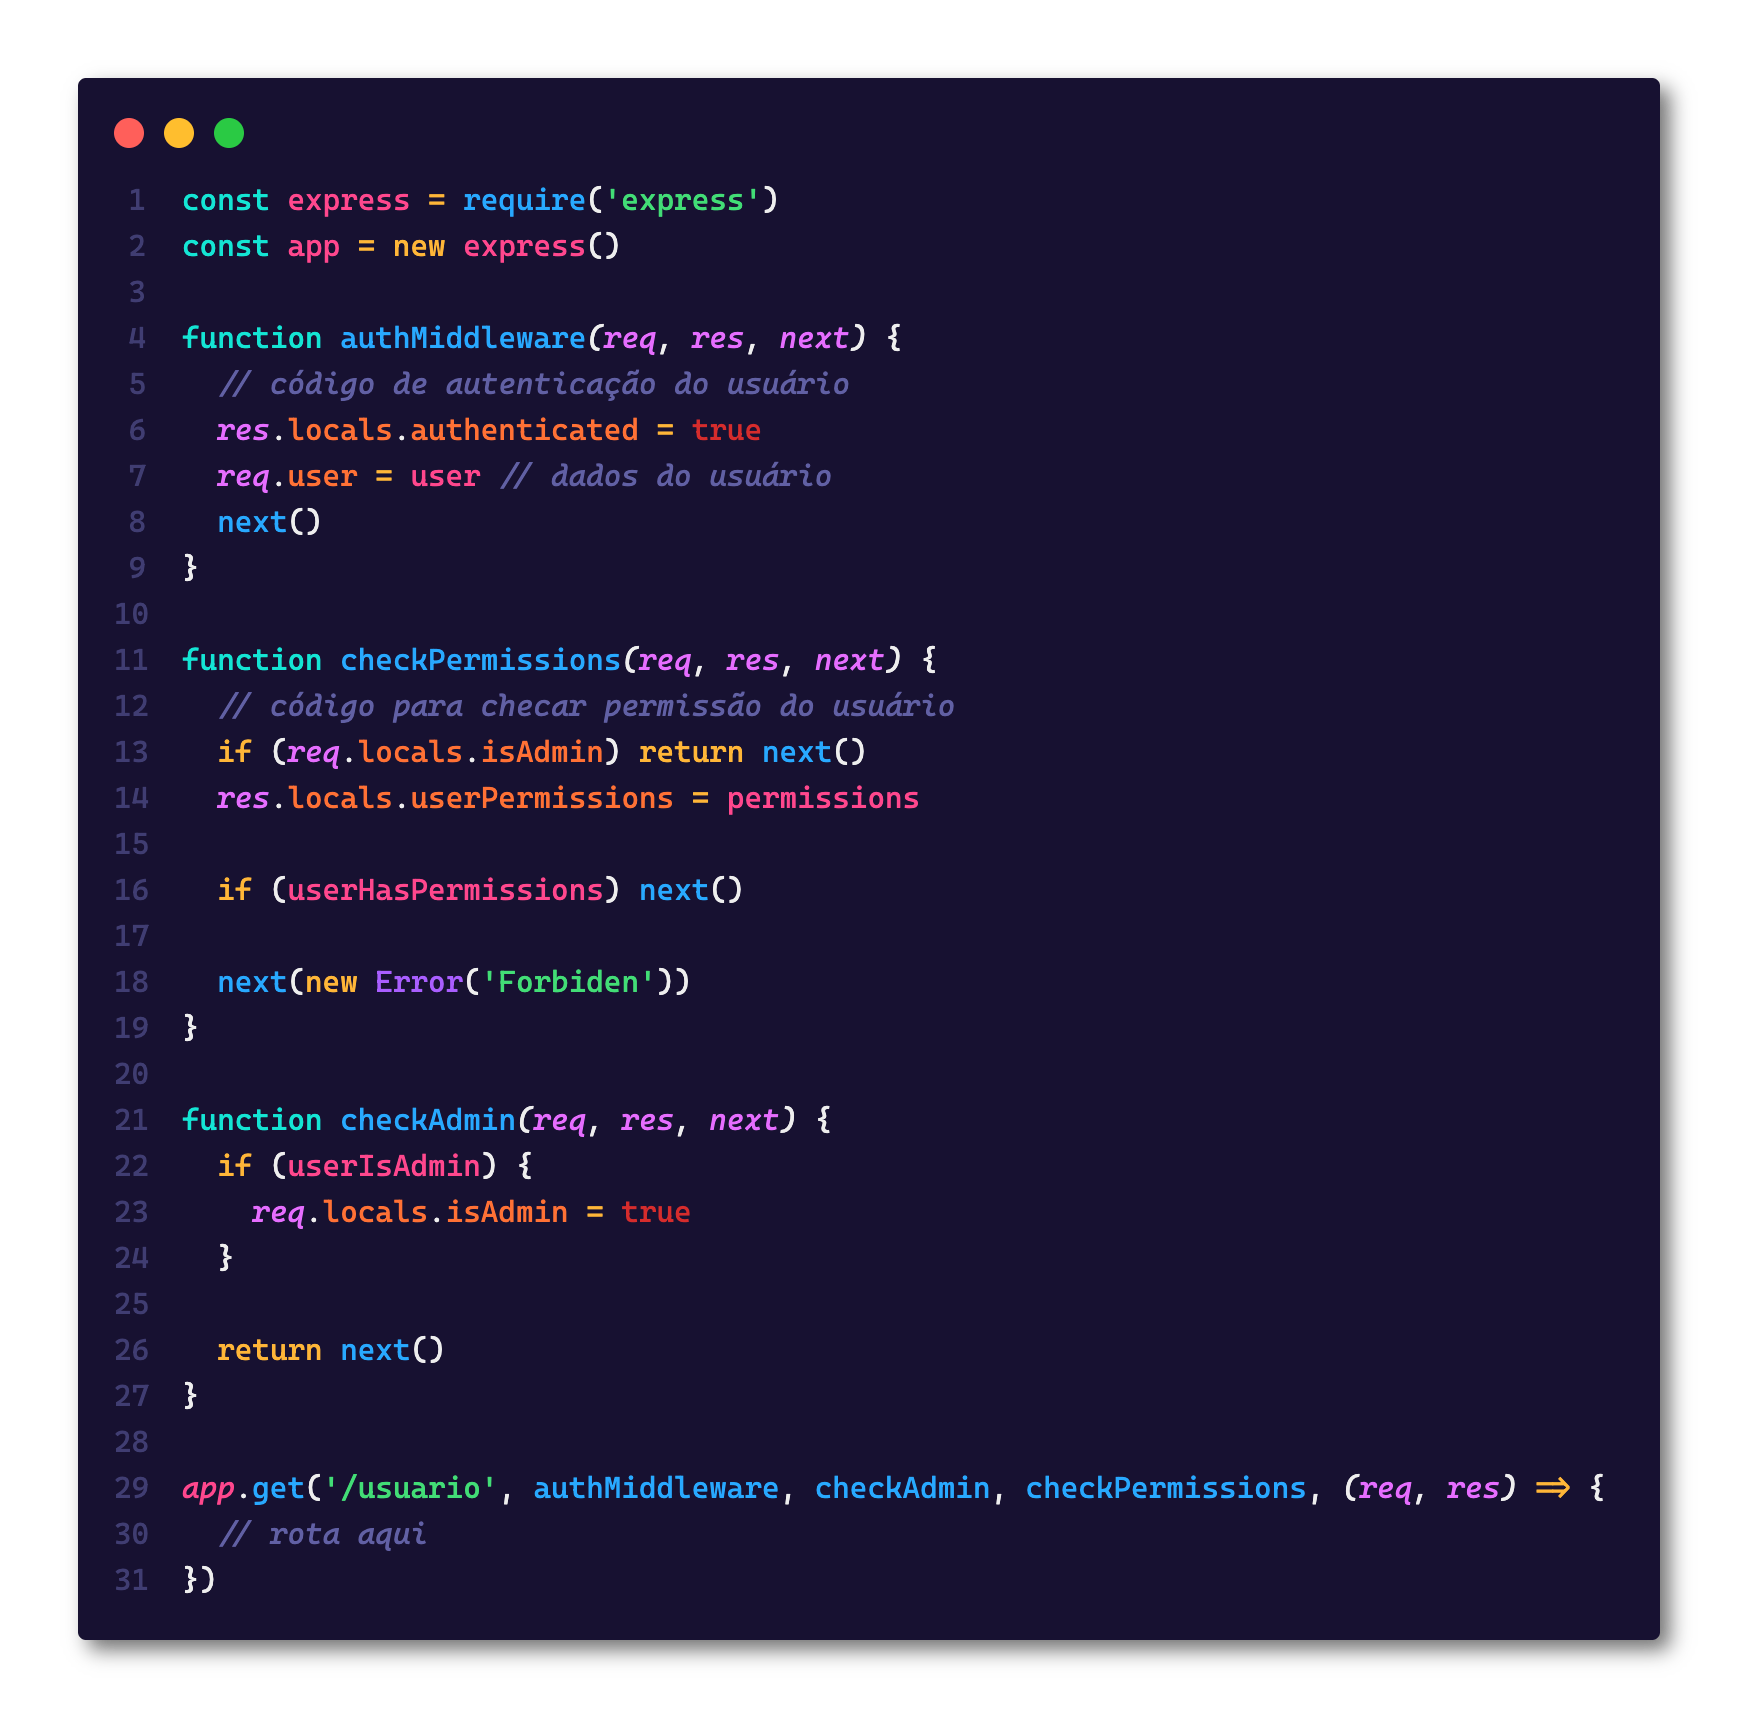 1 const express = require('express')
2 const app = new express()
3
4 function authMiddleware(req, res, next) {
5   // código de autenticação do usuário
6   res.locals.authenticated = true
7   req.user = user // dados do usuário
8   next()
9 }
10
11 function checkPermissions(req, res, next) {
12   // código para checar permissão do usuário
13   if (req.locals.isAdmin) return next()
14   res.locals.userPermissions = permissions
15
16   if (userHasPermissions) next()
17
18   next(new Error('Forbiden'))
19 }
20
21 function checkAdmin(req, res, next) {
22   if (userIsAdmin) {
23     req.locals.isAdmin = true
24   }
25
26   return next()
27 }
28
29 app.get('/usuario', authMiddleware, checkAdmin, checkPermissions, (req, res) => {
30   // rota aqui
31 })